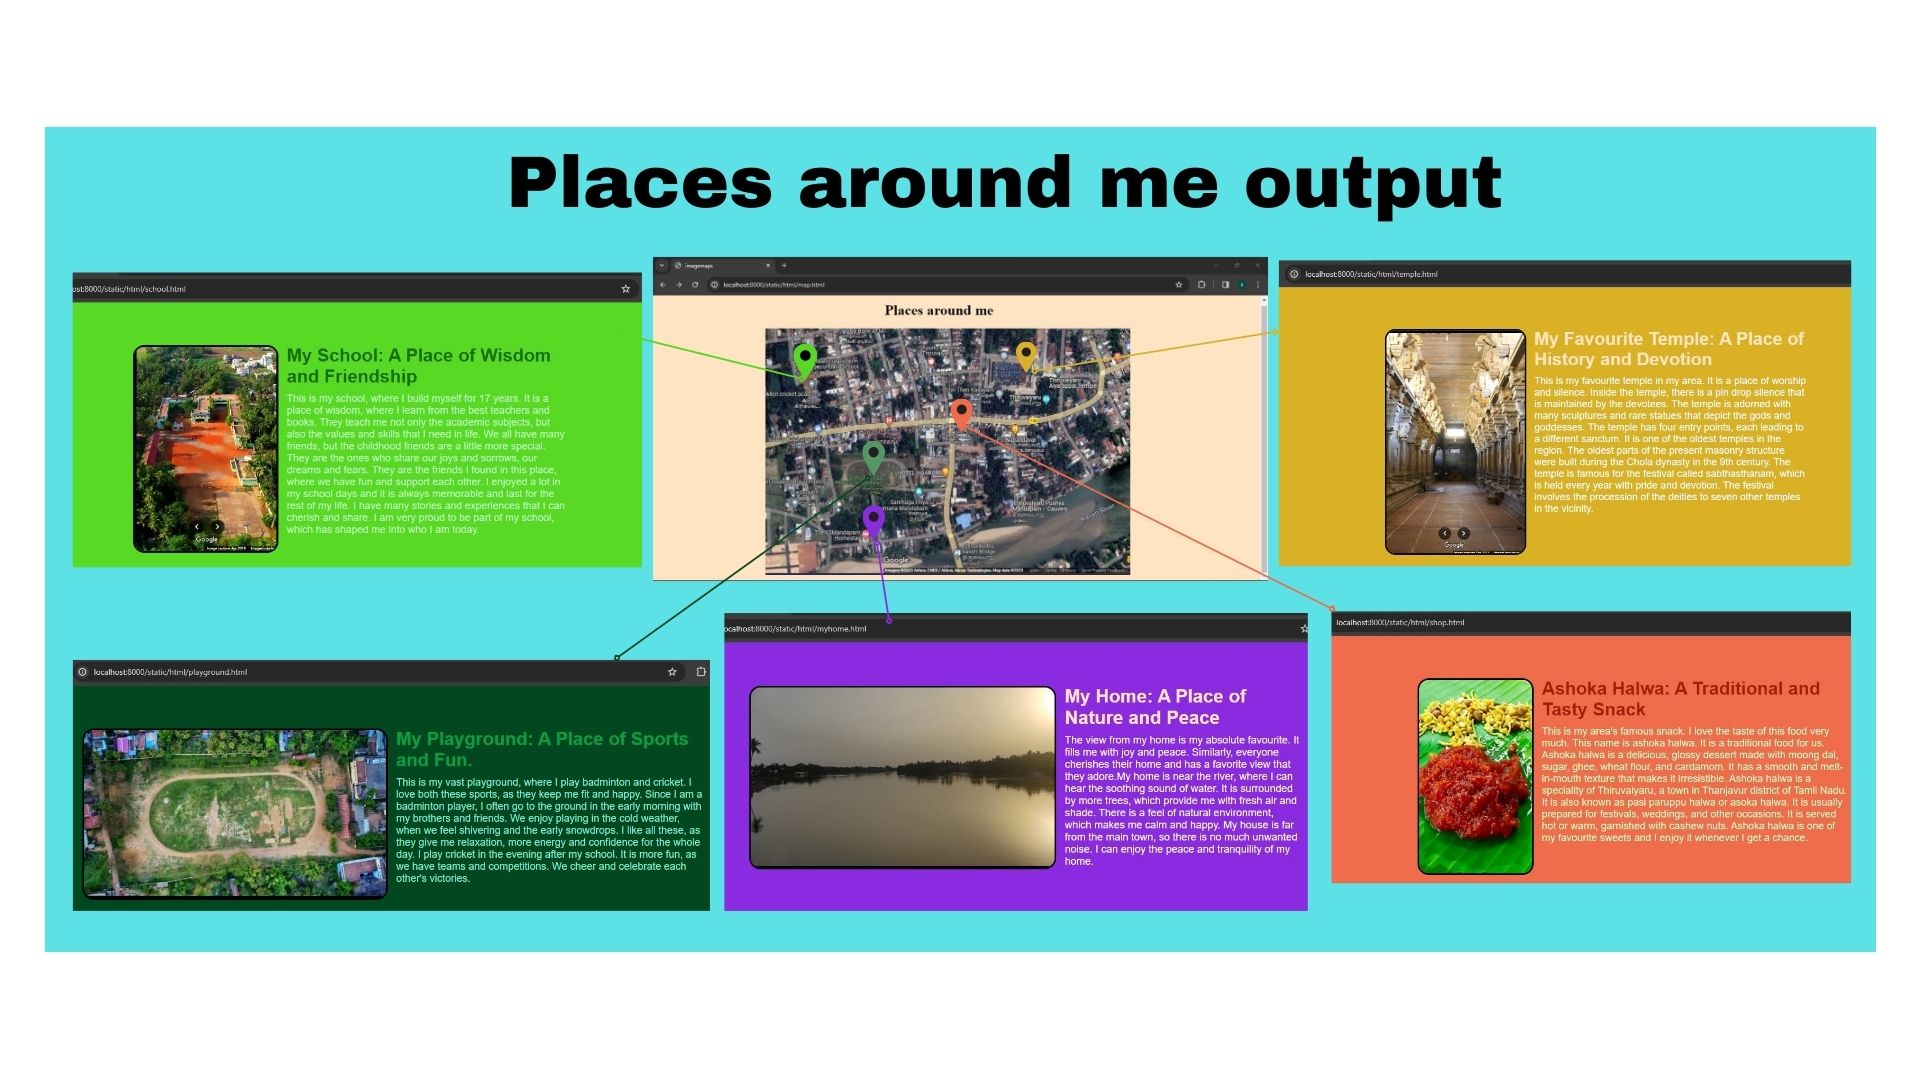 Places around me output
ost:8000/static/html/school.html
My School: A Place of Wisdom
and Friendship
This is my school, where I build myself for 17 years. It is a
place of wisdom, where I learn from the best teachers and
books. They teach me not only the academic subjects, but
also the values and skills that I need in life. We all have many
friends, but the childhood friends are a little more special.
They are the ones who share our joys and sorrows, our
dreams and fears. They are the friends I found in this place,
where we have fun and support each other. I enjoyed a lot in
my school days and it is always memorable and last for the
rest of my life. I have many stories and experiences that I can
cherish and share. I am very proud to be part of my school,
which has shaped me into who I am today.
Google
imagemaps
localhost:8000/static/html/map.html
Places around me
HOTEL AGARAM
Thiruvaiyaru
Kaveri River
Google
localhost:8000/static/html/temple.html
My Favourite Temple: A Place of
History and Devotion
This is my favourite temple in my area. It is a place of worship
and silence. Inside the temple, there is a pin drop silence that
is maintained by the devotees. The temple is adorned with
many sculptures and rare statues that depict the gods and
goddesses. The temple has four entry points, each leading to
a different sanctum. It is one of the oldest temples in the
region. The oldest parts of the present masonry structure
were built during the Chola dynasty in the 9th century. The
temple is famous for the festival called sabthasthanam, which
is held every year with pride and devotion. The festival
involves the procession of the deities to seven other temples
in the vicinity.
Google
localhost:8000/static/html/playground.html
My Playground: A Place of Sports
and Fun.
This is my vast playground, where I play badminton and cricket. I
love both these sports, as they keep me fit and happy. Since I am a
badminton player, I often go to the ground in the early morning with
my brothers and friends. We enjoy playing in the cold weather,
when we feel shivering and the early snowdrops. I like all these, as
they give me relaxation, more energy and confidence for the whole
day. I play cricket in the evening after my school. It is more fun, as
we have teams and competitions. We cheer and celebrate each
other's victories.
ocalhost:8000/static/html/myhome.html
My Home: A Place of
Nature and Peace
The view from my home is my absolute favourite. It
fills me with joy and peace. Similarly, everyone
cherishes their home and has a favorite view that
they adore.My home is near the river, where I can
hear the soothing sound of water. It is surrounded
by more trees, which provide me with fresh air and
shade. There is a feel of natural environment,
which makes me calm and happy. My house is far
from the main town, so there is no much unwanted
noise. I can enjoy the peace and tranquility of my
home.
localhost:8000/static/html/shop.html
Ashoka Halwa: A Traditional and
Tasty Snack
This is my area's famous snack. I love the taste of this food very
much. This name is ashoka halwa. It is a traditional food for us.
Ashoka halwa is a delicious, glossy dessert made with moong dal,
sugar, ghee, wheat flour, and cardamom. It has a smooth and melt-
in-mouth texture that makes it irresistible. Ashoka halwa is a
speciality of Thiruvaiyaru, a town in Thanjavur district of Tamil Nadu.
It is also known as pasi paruppu halwa or asoka halwa. It is usually
prepared for festivals, weddings, and other occasions. It is served
hot or warm, garnished with cashew nuts. Ashoka halwa is one of
my favourite sweets and I enjoy it whenever I get a chance.